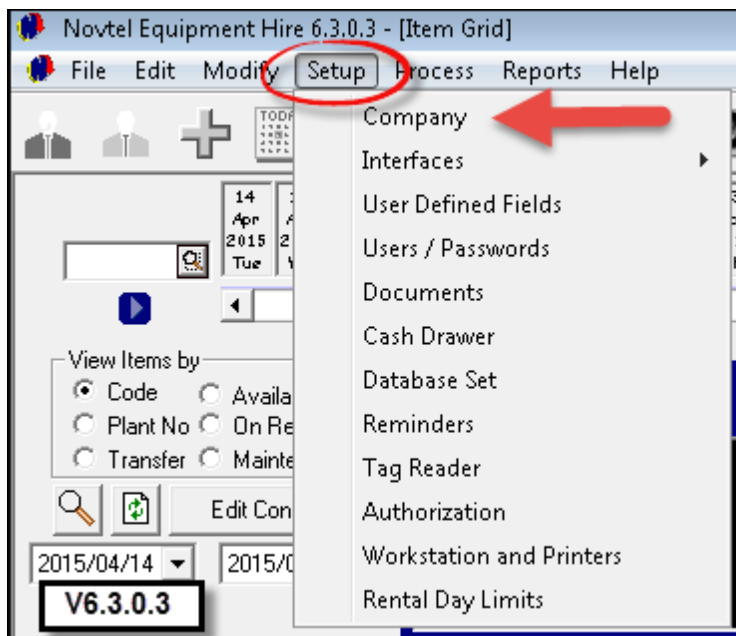 Novtel Equipment Hire 6.3.0.3 - [Item Grid]
File Edit Modify Setup Process Reports Help
Company
Interfaces
User Defined Fields
Users / Passwords
Documents
Cash Drawer
Database Set
Reminders
Tag Reader
Authorization
Workstation and Printers
Rental Day Limits
14
Apr
2015
Tue
View Items by
Code
Plant No
Transfer
2015/04/14
V6.3.0.3